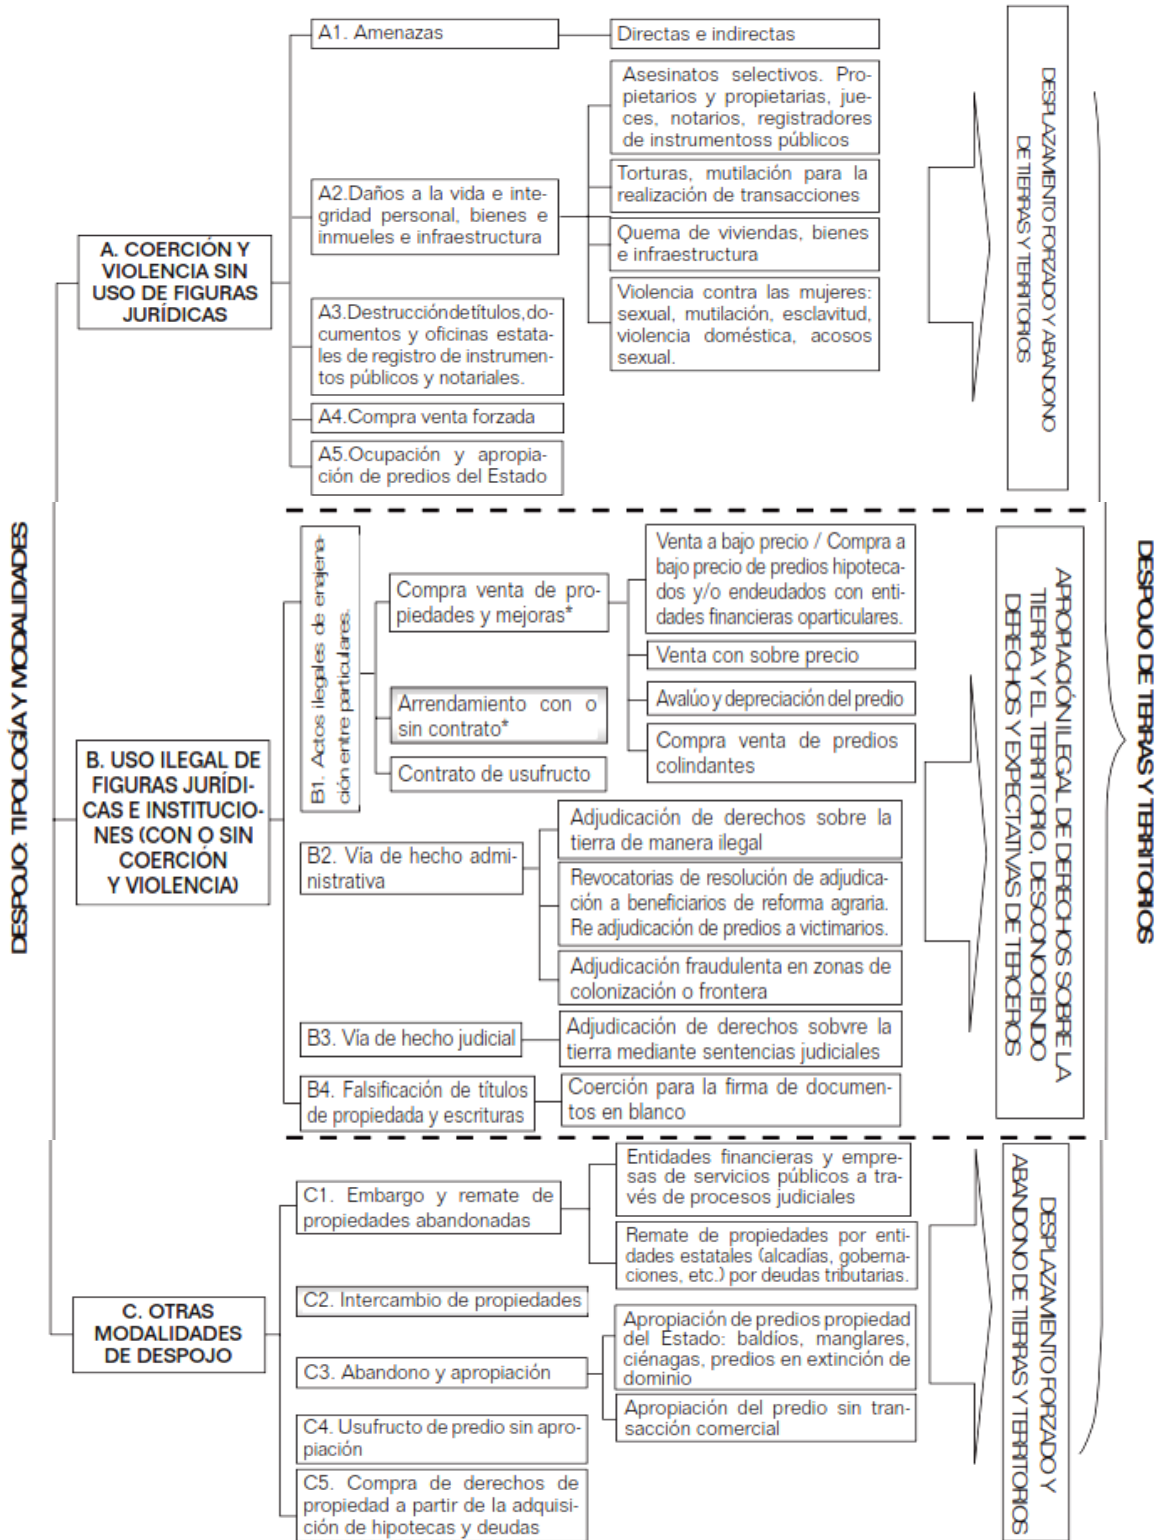 DESPOJO: TIPOLOGÍA Y MODALIDADES
A. COERCIÓN Y
VIOLENCIA SIN
USO DE FIGURAS
JURÍDICAS
A1. Amenazas
Directas e indirectas
A2.Daños a la vida e inte-
gridad personal, bienes e
inmueles e infraestructura
Asesinatos selectivos. Pro-
pietarios y propietarias, jue-
ces, notarios, registradores
de instrumentoss públicos
Torturas, mutilación para la
realización de transacciones
Quema de viviendas, bienes
e infraestructura
Violencia contra las mujeres:
sexual, mutilación, esclavitud,
violencia doméstica, acosos
sexual.
A3.Destrucción de títulos, do-
cumentos y oficinas estata-
les de registro de instrumen-
tos públicos y notariales.
A4.Compra venta forzada
A5.Ocupación y apropia-
ción de predios del Estado
DESPLAZAMIENTO FORZADO Y ABANDONO
DE TIERRAS Y TERRITORIOS
B. USO ILEGAL DE
FIGURAS JURÍDI-
CAS E INSTITUCIO-
NES (CON O SIN
COERCIÓN
Y VIOLENCIA)
B1. Actos ilegales de enajena-
ción entre particulares.
Compra venta de pro-
piedades y mejoras*
Venta a bajo precio / Compra a
bajo precio de predios hipoteca-
dos y/o endeudados con enti-
dades financieras oparticulares.
Venta con sobre precio
Avalúo y depreciación del predio
Compra venta de predios
colindantes
Arrendamiento con o
sin contrato*
Contrato de usufructo
B2. Vía de hecho admi-
nistrativa
Adjudicación de derechos sobre la
tierra de manera ilegal
Revocatorias de resolución de adjudica-
ción a beneficiarios de reforma agraria.
Re adjudicación de predios a victimarios.
Adjudicación fraudulenta en zonas de
colonización o frontera
B3. Vía de hecho judicial
Adjudicación de derechos sobvre la
tierra mediante sentencias judiciales
B4. Falsificación de títulos
de propiedada y escrituras
Coerción para la firma de documen-
tos en blanco
APROPIACIÓN ILEGAL DE DERECHOS SOBRE LA
TIERRA Y EL TERRITORIO, DESCONOCIENDO
DERECHOS Y EXPECTATIVAS DE TERCEROS
C. OTRAS
MODALIDADES
DE DESPOJO
C1. Embargo y remate de
propiedades abandonadas
Entidades financieras y empre-
sas de servicios públicos a tra-
vés de procesos judiciales
Remate de propiedades por enti-
dades estatales (alcadías, goberna-
ciones, etc.) por deudas tributarias.
C2. Intercambio de propiedades
C3. Abandono y apropiación
Apropiación de predios propiedad
del Estado: baldíos, manglares,
ciénagas, predios en extinción de
dominio
Apropiación del predio sin tran-
sacción comercial
C4. Usufructo de predio sin apro-
piación
C5. Compra de derechos de
propiedad a partir de la adquisi-
ción de hipotecas y deudas
DESPLAZAMIENTO FORZADO Y
ABANDONO DE TIERRAS Y TERRITORIOS
DESPOJO DE TIERRAS Y TERRITORIOS